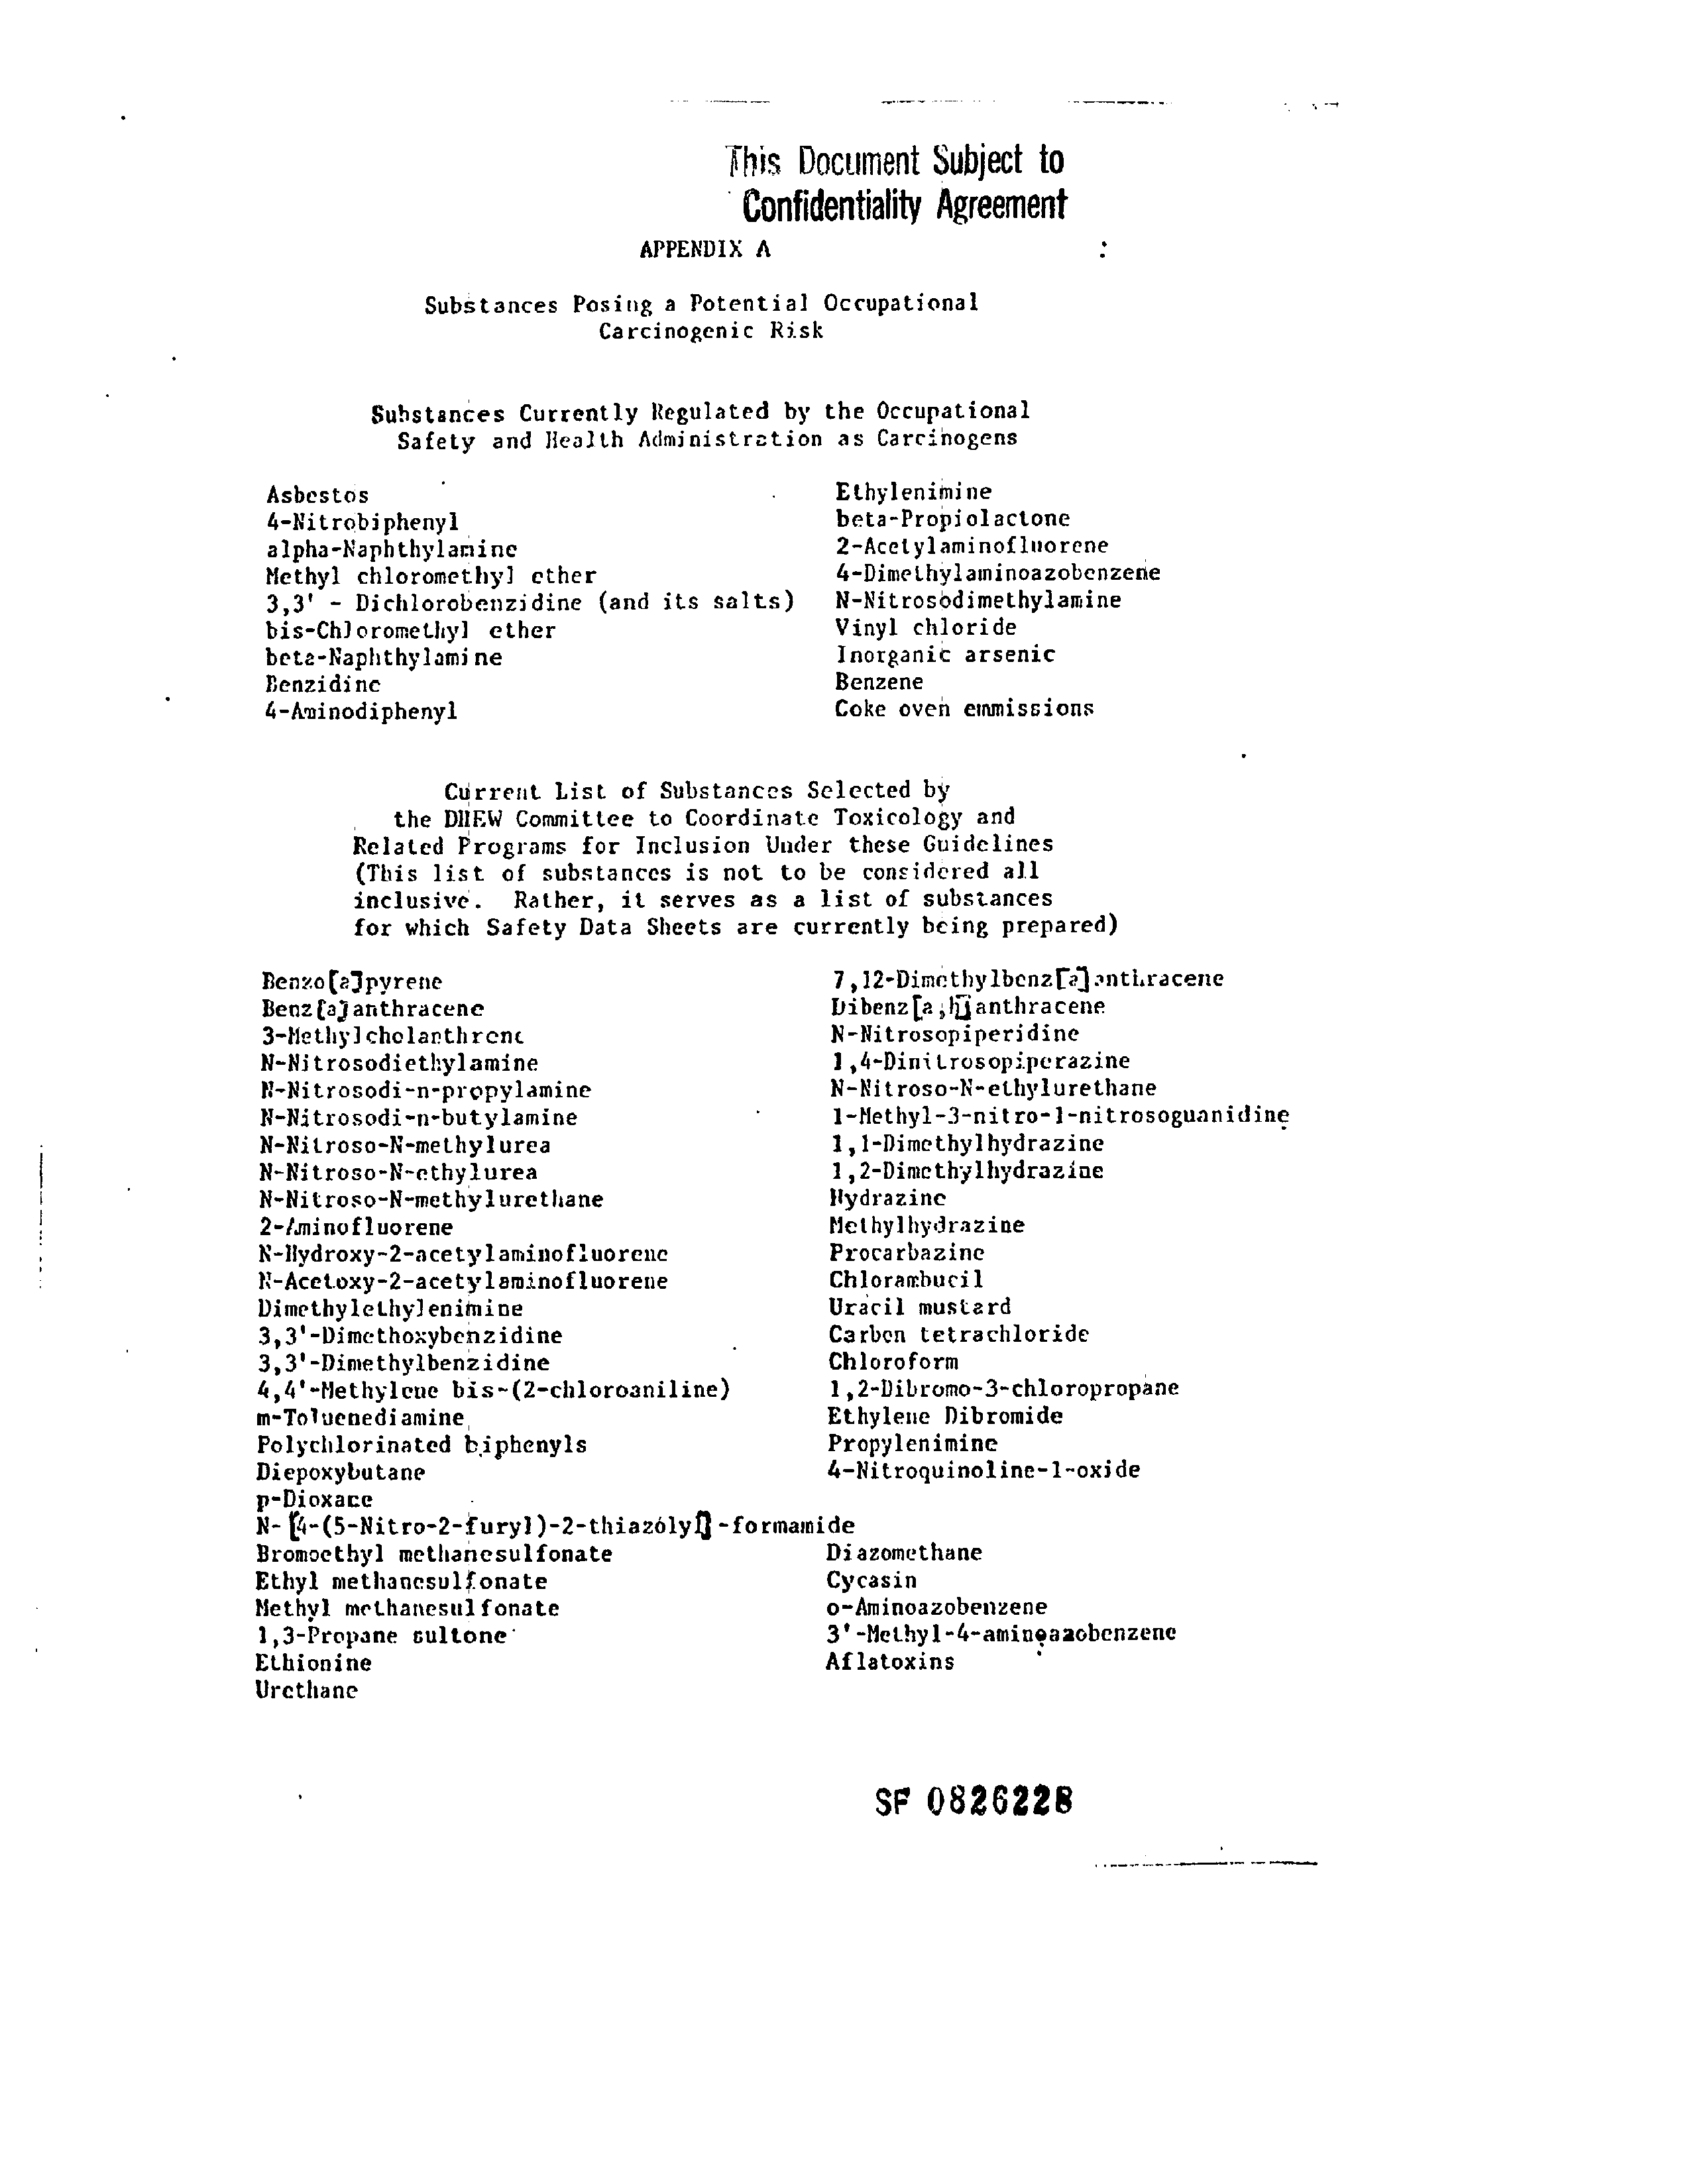 This Document Subject to
Confidentiality Agreement
APPENDIX A
Substances Posing a Potential Occupational
Carcinogenic Risk
Substances Currently Regulated by the Occupational
Safety and Health Administration as Carcinogens
Asbestos
4-Nitrobiphenyl
alpha-Naphthylamine
Methyl chloromethyl ether
3,3' - Dichlorobenzidine (and its salts)
bis-Chloromethyl ether
beta-Naphthylamine
Benzidine
4-Aminodiphenyl
Ethylenimine
beta-Propiolactone
2-Acetylaminofluorene
4-Dimethylaminoazobenzene
N-Nitrosodimethylamine
Vinyl chloride
Inorganic arsenic
Benzene
Coke oven emmissions
Current List of Substances Selected by
the DHEW Committee to Coordinate Toxicology and
Related Programs for Inclusion Under these Guidelines
(This list of substances is not to be considered all
inclusive. Rather, it serves as a list of substances
for which Safety Data Sheets are currently being prepared)
Benzo[a]pyrene
Benz[a]anthracene
3-Methylcholanthrene
N-Nitrosodiethylamine
N-Nitrosodi-n-propylamine
N-Nitrosodi-n-butylamine
N-Nitroso-N-methylurea
N-Nitroso-N-ethylurea
N-Nitroso-N-methylurethane
2-Aminofluorene
N-Hydroxy-2-acetylaminofluorene
N-Acetoxy-2-acetylaminofluorene
Dimethylethylenimine
3,3'-Dimethoxybenzidine
3,3'-Dimethylbenzidine
4,4'-Methylene bis-(2-chloroaniline)
m-Toluenediamine
Polychlorinated biphenyls
Diepoxybutane
p-Dioxane
N-[4-(5-Nitro-2-furyl)-2-thiazolyl]-formamide
Bromoethyl methanesulfonate
Ethyl methanesulfonate
Methyl methanesulfonate
1,3-Propane sultone
Ethionine
Urethane
7,12-Dimethylbenz[a]anthracene
Dibenz[a,h]anthracene
N-Nitrosopiperidine
1,4-Dinitrosopiperazine
N-Nitroso-N-ethylurethane
1-Methyl-3-nitro-1-nitrosoguanidine
1,1-Dimethylhydrazine
1,2-Dimethylhydrazine
Hydrazine
Methylhydrazine
Procarbazine
Chlorambucil
Uracil mustard
Carbon tetrachloride
Chloroform
1,2-Dibromo-3-chloropropane
Ethylene Dibromide
Propylenimine
4-Nitroquinoline-1-oxide
Diazomethane
Cycasin
o-Aminoazobenzene
3'-Methyl-4-aminoazobenzene
Aflatoxins
SF 0826228